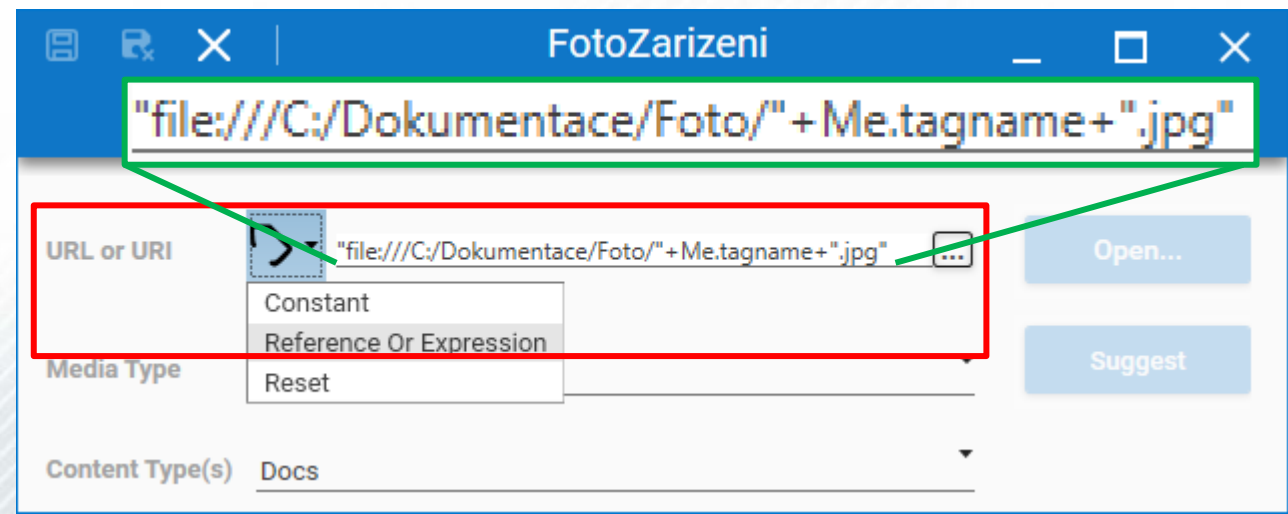 FotoZarizeni
"file:///C:/Dokumentace/Foto/"+Me.tagname+".jpg"
URL or URI
"file:///C:/Dokumentace/Foto/"+Me.tagname+".jpg"
...
Open...
Constant
Reference Or Expression
Media Type
Suggest
Reset
Content Type(s)
Docs